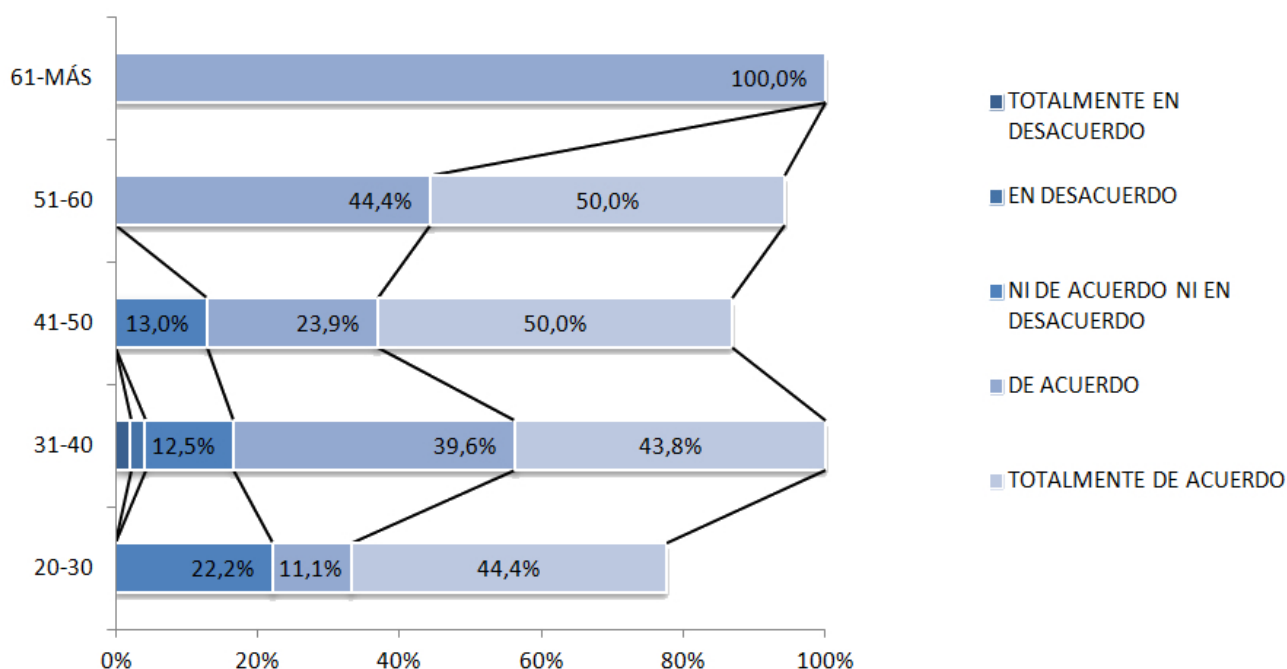 61-MÁS
100,0%
51-60
44,4%
50,0%
41-50
13,0%
23,9%
50,0%
31-40
12,5%
39,6%
43,8%
20-30
22,2%
11,1%
44,4%
0%
20%
40%
60%
80%
100%
TOTALMENTE EN
DESACUERDO
EN DESACUERDO
NI DE ACUERDO NI EN
DESACUERDO
DE ACUERDO
TOTALMENTE DE ACUERDO